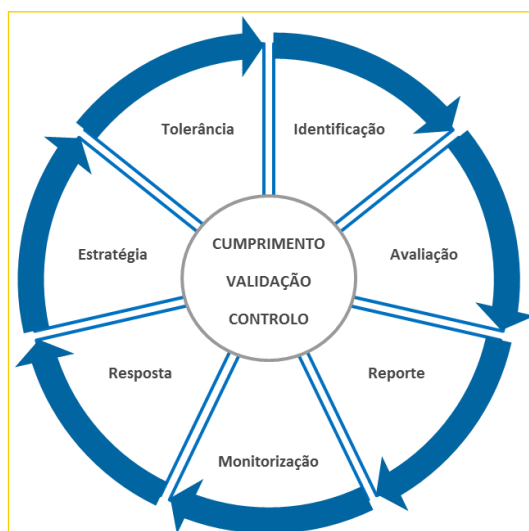 Tolerância
Identificação
Estratégia
CUMPRIMENTO
VALIDAÇÃO
CONTROLO
Avaliação
Resposta
Reporte
Monitorização